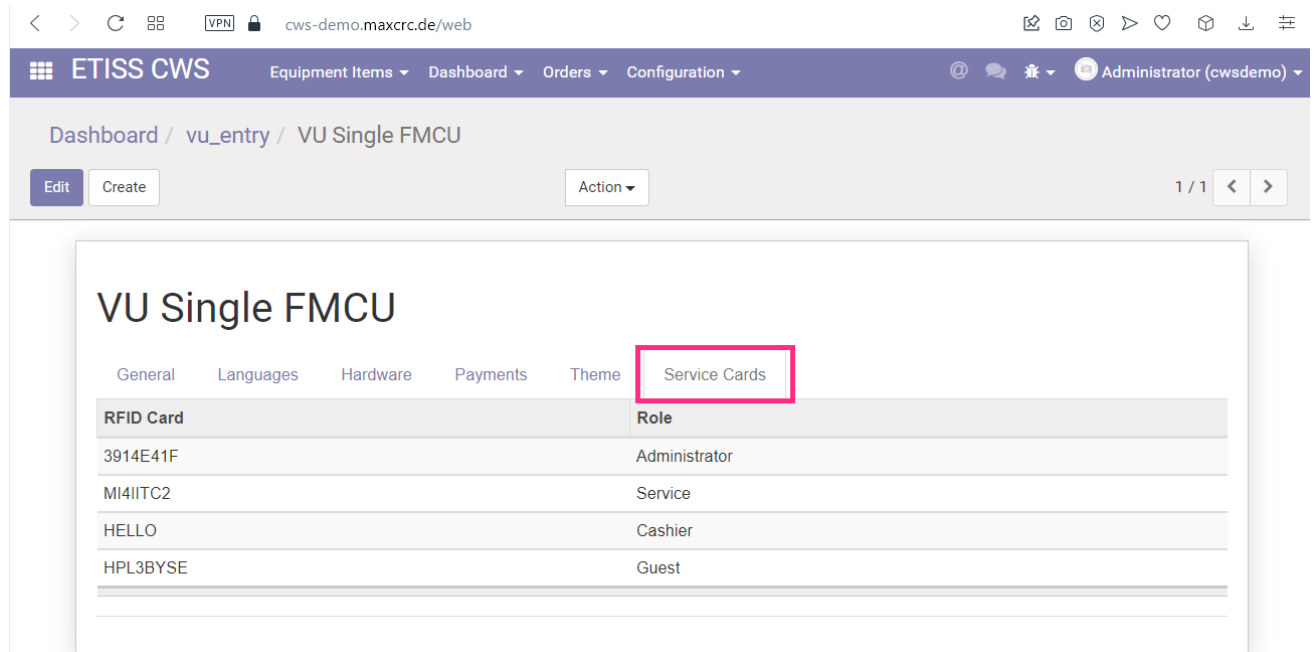 VPN cws-demo.maxcrc.de/web
ETISS CWS Equipment Items Dashboard Orders Configuration @ Administrator (cwsdemo)
Dashboard / vu_entry / VU Single FMCU
Edit Create Action 1 / 1
VU Single FMCU
General Languages Hardware Payments Theme Service Cards
RFID Card Role
3914E41F Administrator
MI4IITC2 Service
HELLO Cashier
HPL3BYSE Guest